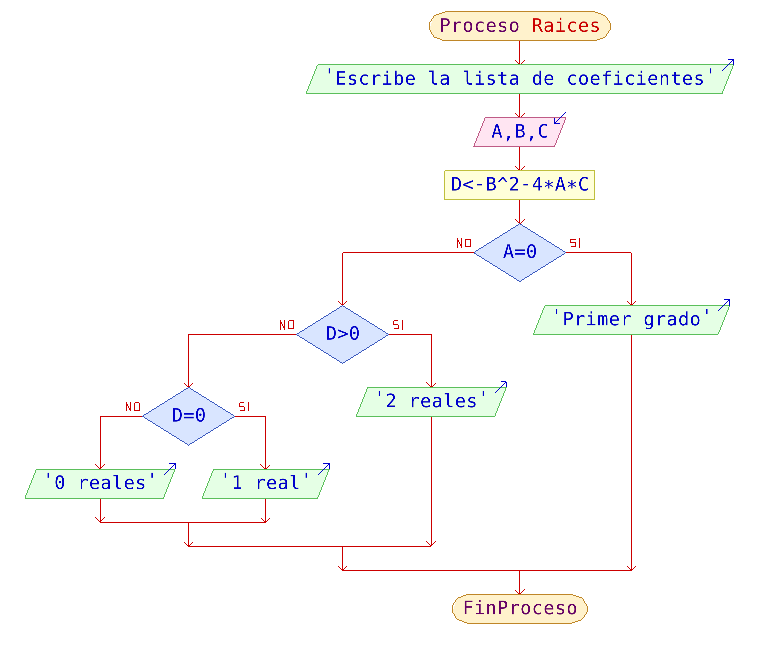 Proceso Raices
'Escribe la lista de coeficientes'
A,B,C
D<-B^2-4*A*C
NO A=0 SI
'Primer grado'
NO D>0 SI
'2 reales'
NO D=0 SI
'0 reales' '1 real'
FinProceso